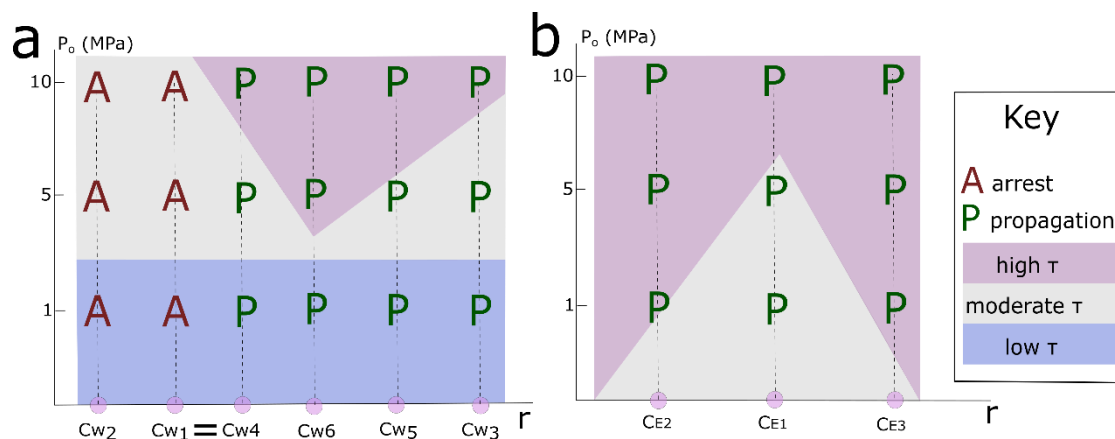 a
Po (MPa)
10
A A P P P P
5
A A P P P P
1
A A P P P P
Cw2 Cw1 = Cw4 Cw6 Cw5 Cw3 r
b
Po (MPa)
10
P P P
5
P P P
1
P P P
CE2 CE1 CE3 r
Key
A arrest
P propagation
high τ
moderate τ
low τ